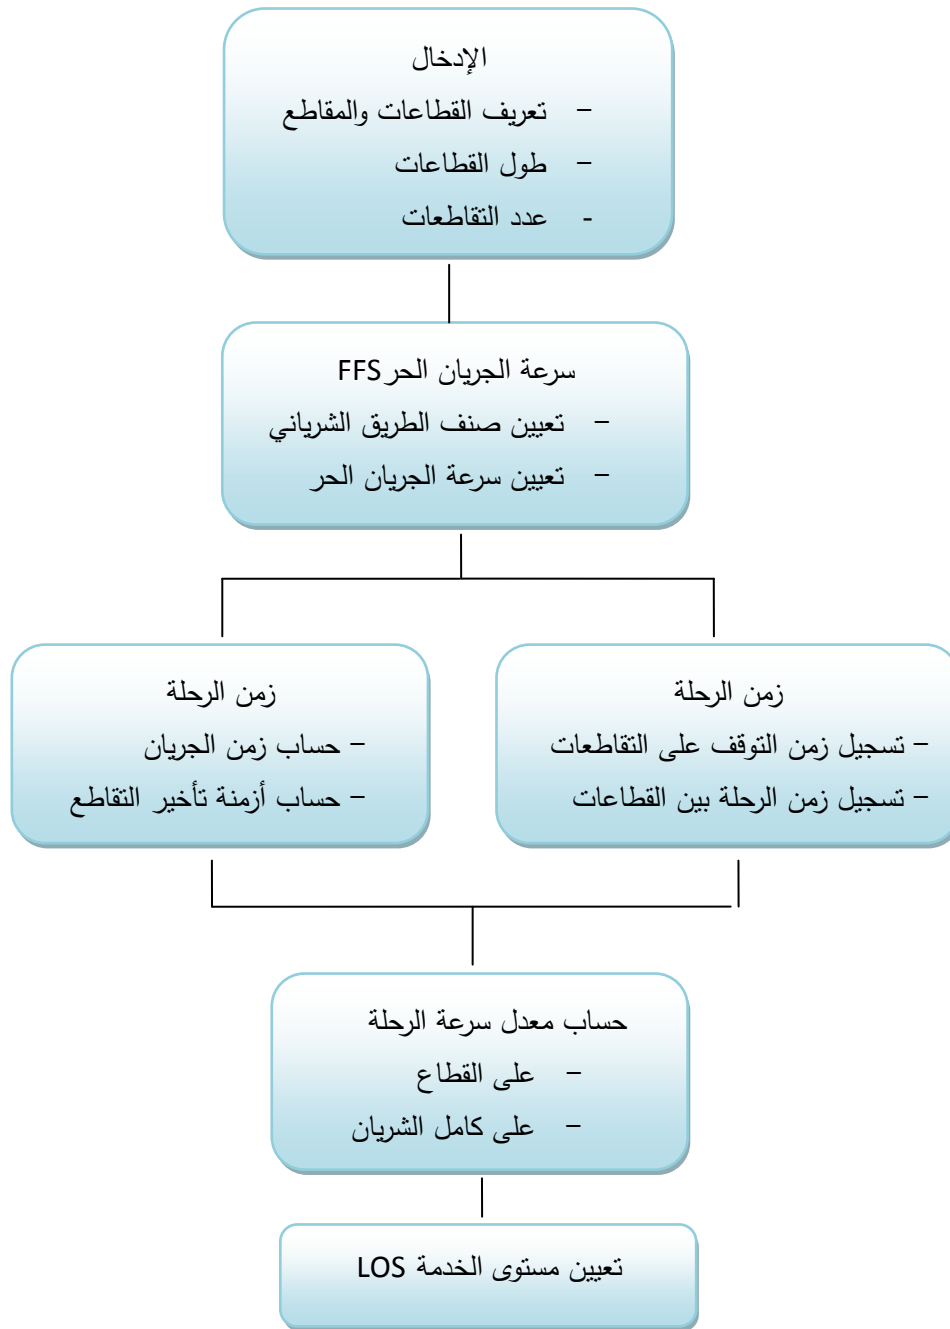 الإدخال
– تعريف القطاعات والمقاطع
– طول القطاعات
- عدد التقاطعات
سرعة الجريان الحر FFS
– تعيين صنف الطريق الشرياني
– تعيين سرعة الجريان الحر
زمن الرحلة
– تسجيل زمن التوقف على التقاطعات
– تسجيل زمن الرحلة بين القطاعات
زمن الرحلة
– حساب زمن الجريان
– حساب أزمنة تأخير التقاطع
حساب معدل سرعة الرحلة
– على القطاع
– على كامل الشريان
تعيين مستوى الخدمة LOS